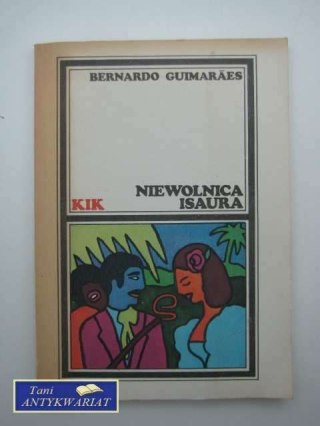 BERNARDO GUIMARÃES
NIEWOLNICA
ISAURA
KIK
Tani
ANTYKWARIAT